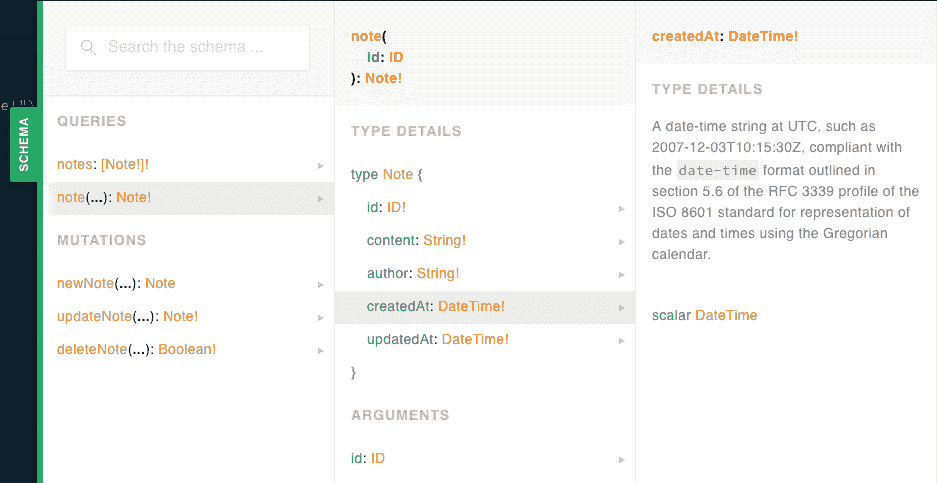 SCHEMA
Search the schema ...
QUERIES
notes: [Note!]!
note(...): Note!
MUTATIONS
newNote(...): Note
updateNote(...): Note!
deleteNote(...): Boolean!
note(
id: ID
): Note!
TYPE DETAILS
type Note {
id: ID!
content: String!
author: String!
createdAt: DateTime!
updatedAt: DateTime!
}
ARGUMENTS
id: ID
createdAt: DateTime!
TYPE DETAILS
A date-time string at UTC, such as
2007-12-03T10:15:30Z, compliant with
the date-time format outlined in
section 5.6 of the RFC 3339 profile of the
ISO 8601 standard for representation of
dates and times using the Gregorian
calendar.
scalar DateTime